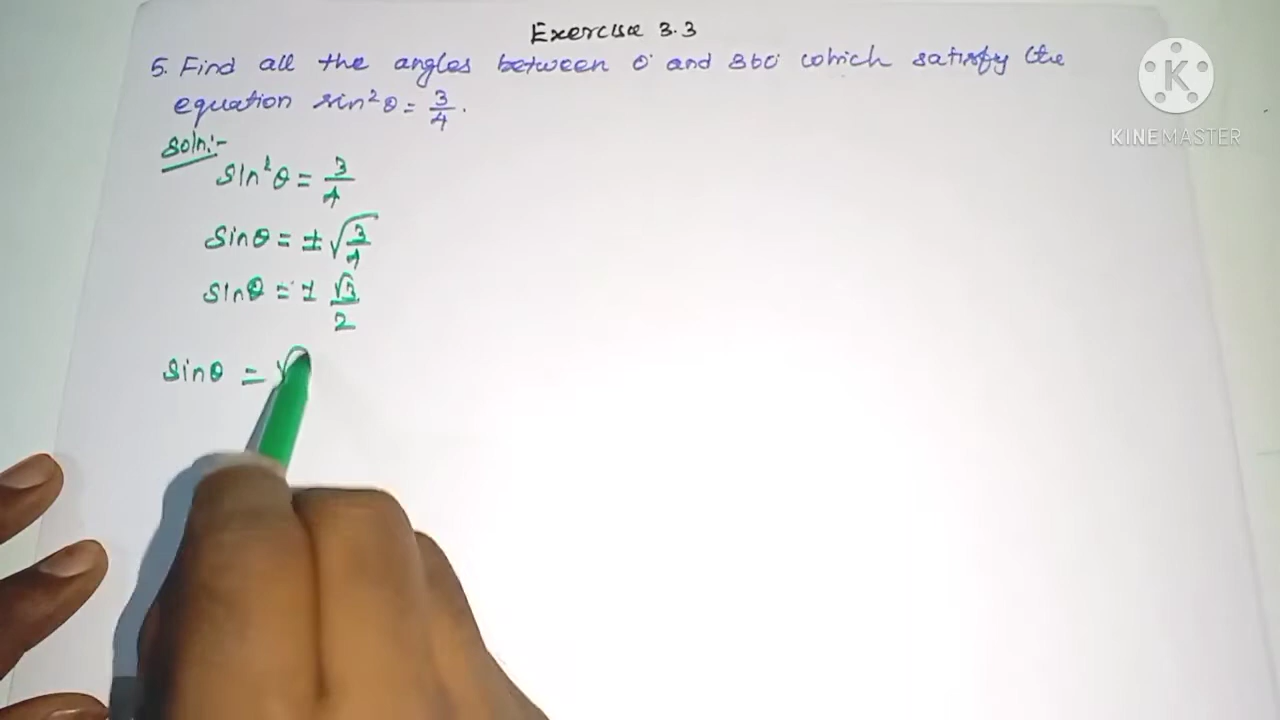 Exercise 3.3
5. Find all the angles between 0° and 360° which satisfy the
equation sin²θ = 3/4.
Soln:-
Sin²θ = 3/4
Sinθ = ± √(3/4)
Sinθ = ± √3/2
Sinθ = √
K
KINEMASTER